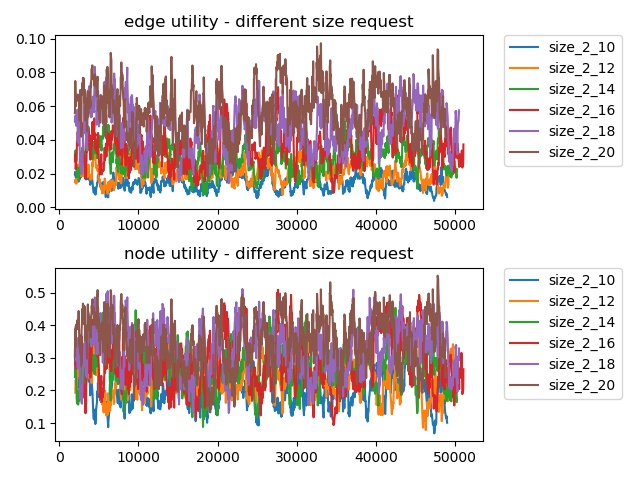 edge utility - different size request
0.10
0.08
0.06
0.04
0.02
0.00
0 10000 20000 30000 40000 50000
size_2_10
size_2_12
size_2_14
size_2_16
size_2_18
size_2_20
node utility - different size request
0.5
0.4
0.3
0.2
0.1
0 10000 20000 30000 40000 50000
size_2_10
size_2_12
size_2_14
size_2_16
size_2_18
size_2_20